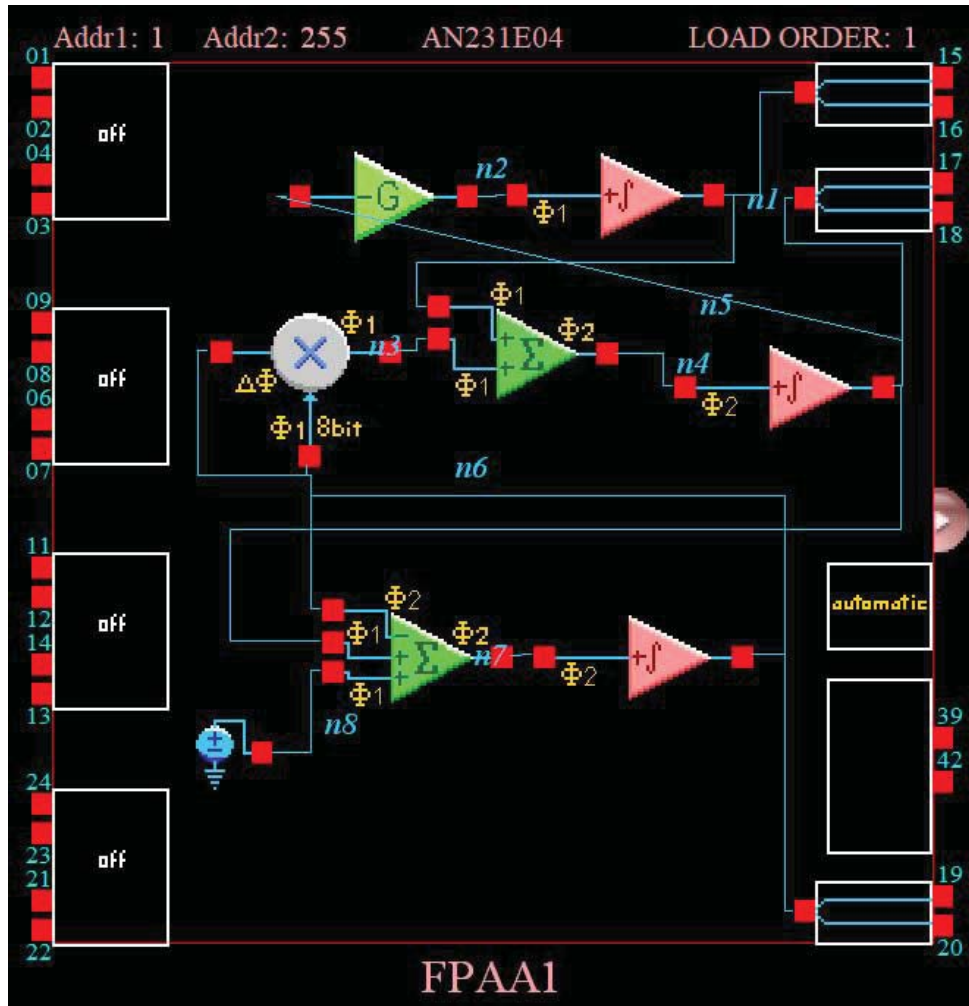 Addr1: 1 Addr2: 255 AN231E04 LOAD ORDER: 1
01 15
off
02 16
04 17
n2
-G +∫ n1
Φ1
03 18
09 Φ1 n5
Φ1 Φ2
n3 + Σ n4
off ΔΦ Φ1 + +∫
08 Φ2
06 Φ1 8bit
07 n6
11
12 Φ2 automatic
off
14 Φ1 - Φ2
+ Σ n7 +∫
+ Φ2
Φ1
13 n8 39
+
-
24 42
off
23
21 19
22 20
FPAA1